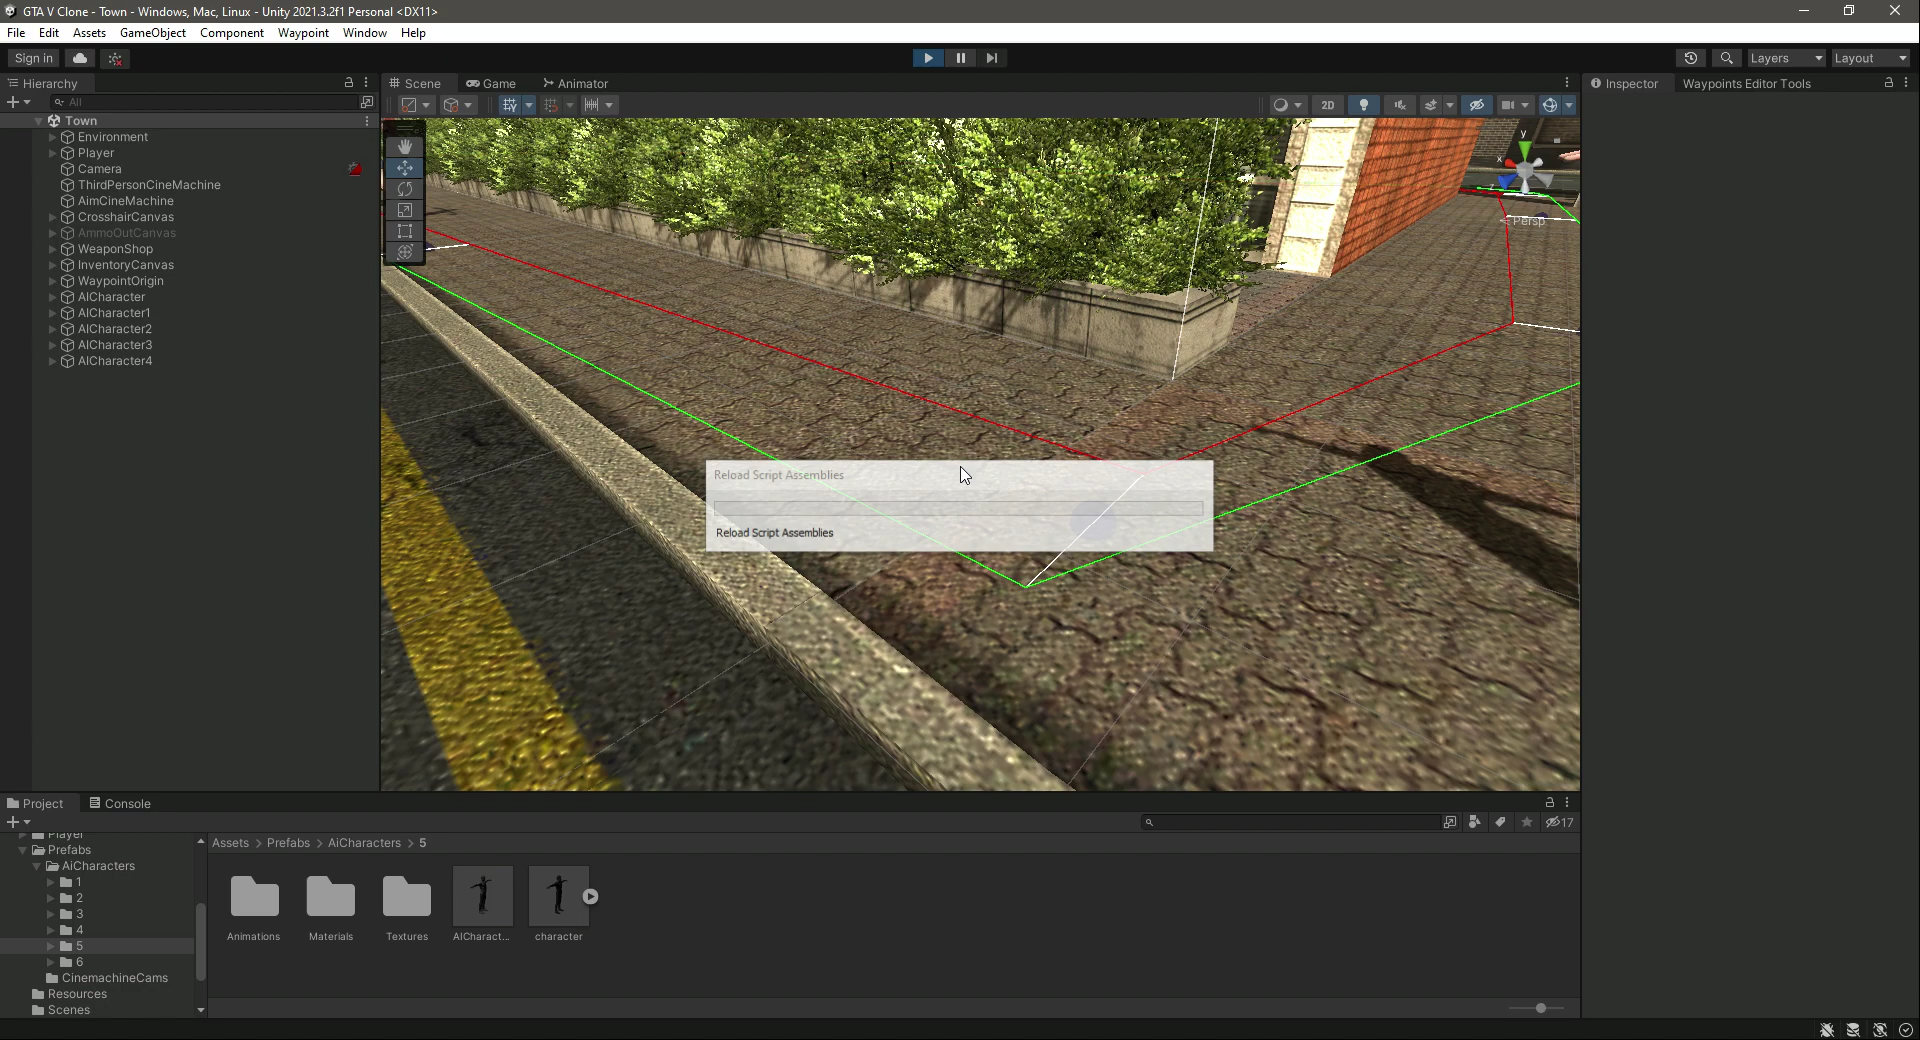 GTA V Clone - Town - Windows, Mac, Linux - Unity 2021.3.2f1 Personal <DX11>
File Edit Assets GameObject Component Waypoint Window Help
Sign in
Layers Layout
Hierarchy
Scene Game Animator
Inspector Waypoints Editor Tools
All
2D
Town
Environment
Player
Camera
ThirdPersonCineMachine
AimCineMachine
CrosshairCanvas
AmmoOutCanvas
WeaponShop
InventoryCanvas
WaypointOrigin
AICharacter
AICharacter1
AICharacter2
AICharacter3
AICharacter4
y
x
z
Persp
Reload Script Assemblies
Reload Script Assemblies
Project Console
17
Player
Prefabs
AiCharacters
1
2
3
4
5
6
CinemachineCams
Resources
Scenes
Assets > Prefabs > AiCharacters > 5
Animations Materials Textures AICharact... character